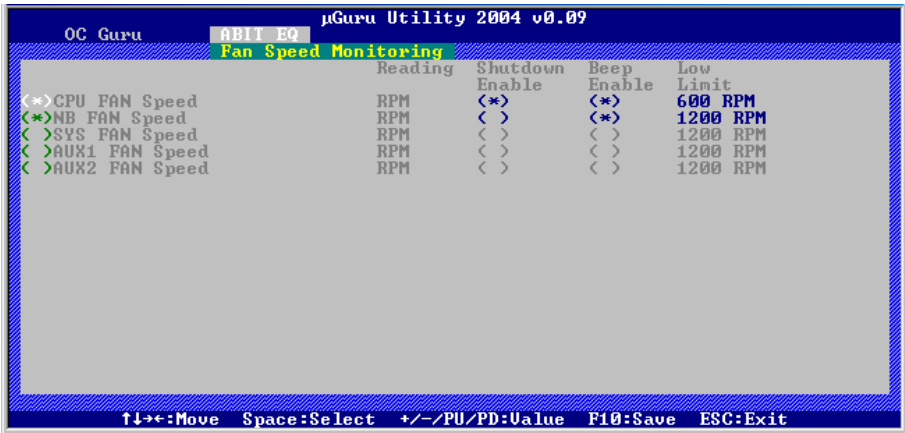 µGuru Utility 2004 v0.09
OC Guru ABIT EQ
Fan Speed Monitoring
Reading Shutdown Beep Low
Enable Enable Limit
(*)CPU FAN Speed RPM (*) (*) 600 RPM
(*)NB FAN Speed RPM ( ) (*) 1200 RPM
( )SYS FAN Speed RPM ( ) ( ) 1200 RPM
( )AUX1 FAN Speed RPM ( ) ( ) 1200 RPM
( )AUX2 FAN Speed RPM ( ) ( ) 1200 RPM
↑↓→←:Move Space:Select +/-/PU/PD:Value F10:Save ESC:Exit